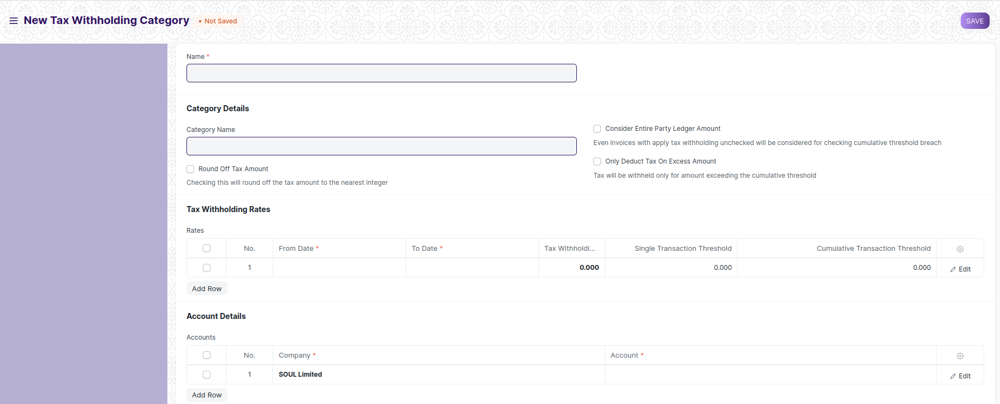 New Tax Withholding Category • Not Saved SAVE
Name *
Category Details
Category Name
Round Off Tax Amount
Checking this will round off the tax amount to the nearest integer
Consider Entire Party Ledger Amount
Even invoices with apply tax withholding unchecked will be considered for checking cumulative threshold breach
Only Deduct Tax On Excess Amount
Tax will be withheld only for amount exceeding the cumulative threshold
Tax Withholding Rates
Rates
No. From Date * To Date * Tax Withholdi... Single Transaction Threshold Cumulative Transaction Threshold
1 0.000 0.000 0.000 Edit
Add Row
Account Details
Accounts
No. Company * Account *
1 SOUL Limited Edit
Add Row